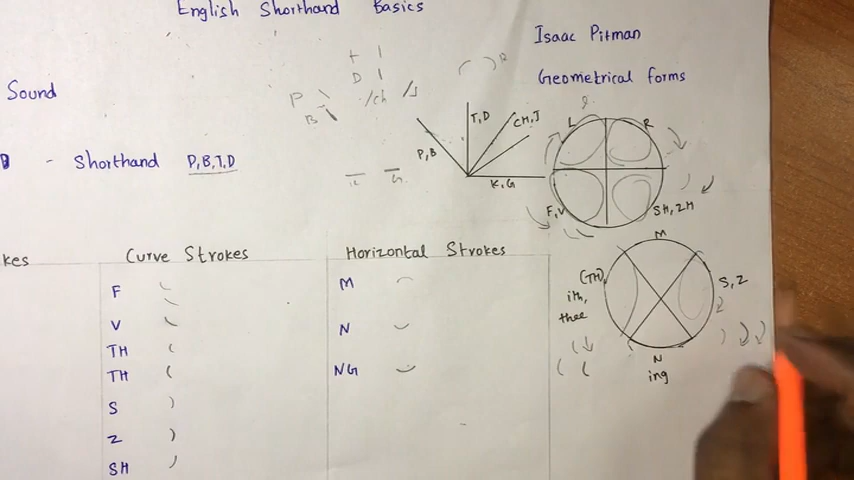 English Shorthand Basics
Isaac Pitman
Geometrical forms
Sound
t
D
P
B
/ch /J
T, D
CH, J
P, B
K, G
L
R
F, V
SH, ZH
- Shorthand P,B,T,D
K G
kes
Curve Strokes
Horizontal Strokes
F
V
TH
TH
S
Z
SH
M
N
NG
M
(TH)
ith,
thee
S, Z
N
ing